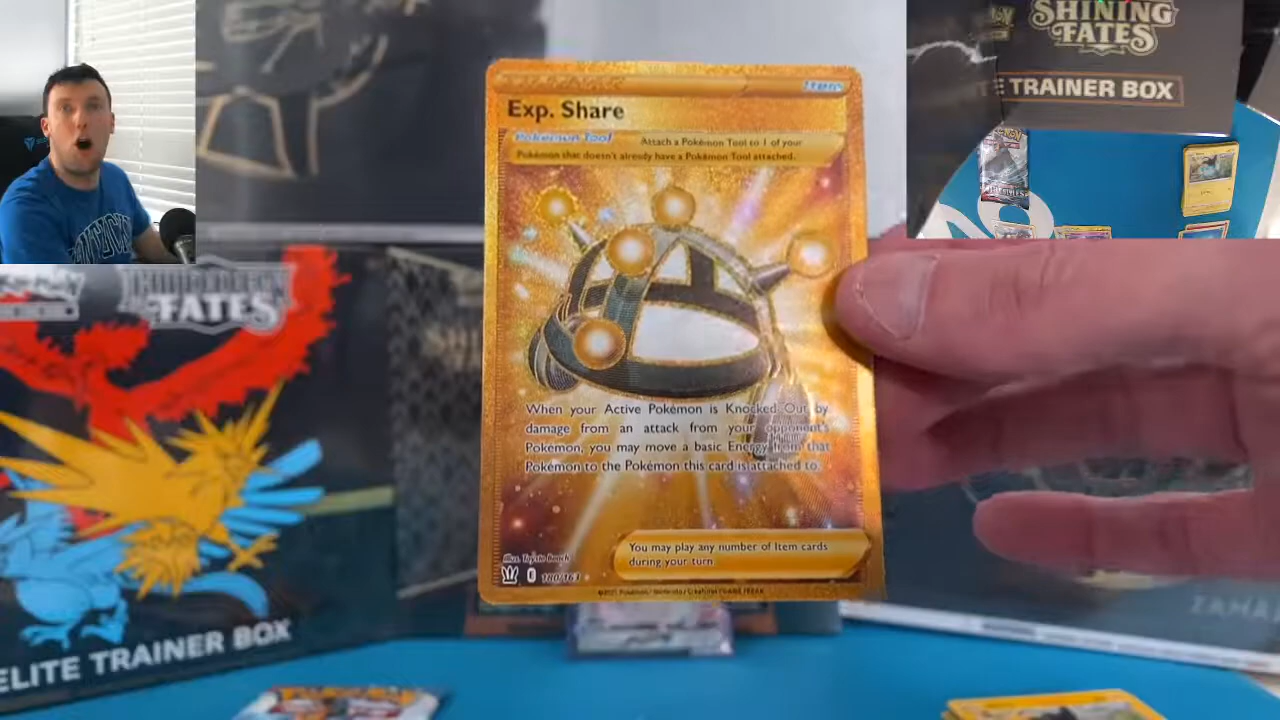 Item
Exp. Share
Pokémon Tool
Attach a Pokémon Tool to 1 of your
Pokémon that doesn't already have a Pokémon Tool attached.
When your Active Pokémon is Knocked Out by
damage from an attack from your opponent's
Pokémon, you may move a basic Energy from that
Pokémon to the Pokémon this card is attached to.
You may play any number of Item cards
during your turn.
SHINING
FATES
TRAINER BOX
FATES
ELITE TRAINER BOX